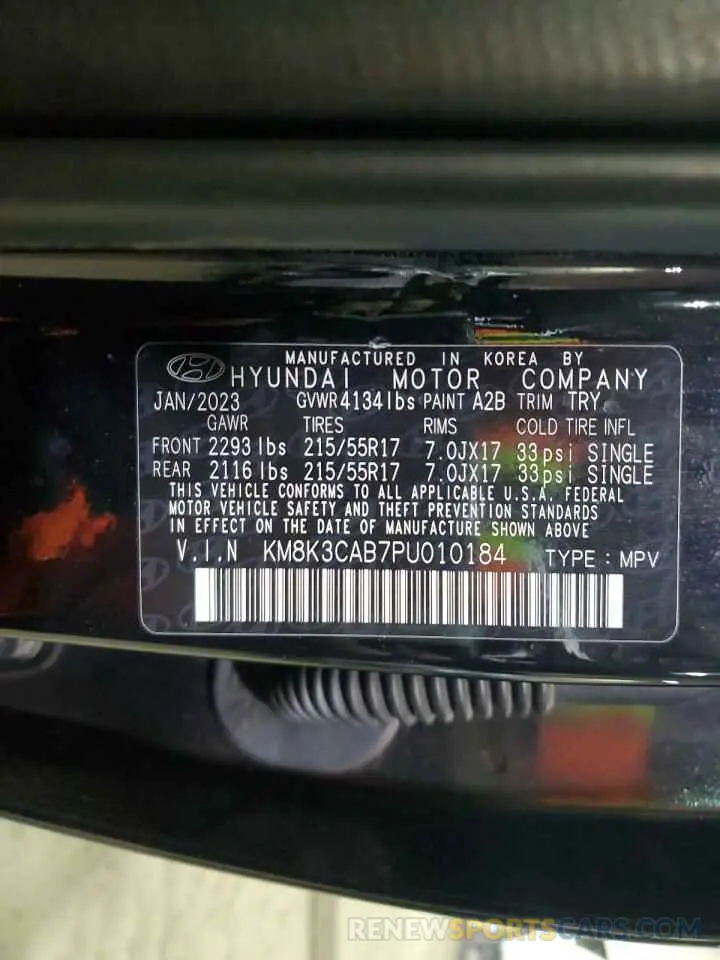 MANUFACTURED IN KOREA BY
HYUNDAI MOTOR COMPANY
JAN/2023 GVWR 4134 lbs PAINT A2B TRIM TRY
GAWR TIRES RIMS COLD TIRE INFL
FRONT 2293 lbs 215/55R17 7.0JX17 33psi SINGLE
REAR 2116 lbs 215/55R17 7.0JX17 33psi SINGLE
THIS VEHICLE CONFORMS TO ALL APPLICABLE U.S.A. FEDERAL
MOTOR VEHICLE SAFETY AND THEFT PREVENTION STANDARDS
IN EFFECT ON THE DATE OF MANUFACTURE SHOWN ABOVE
V.I.N KM8K3CAB7PU010184 TYPE : MPV
RENEWSPORTSCARS.COM